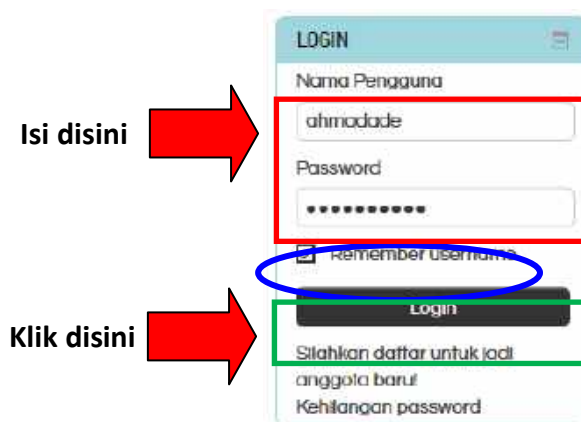 LOGIN
Nama Pengguna
Isi disini
ahmadade
Password
Remember username
Login
Klik disini
Silahkan daftar untuk jadi
anggota baru!
Kehilangan password